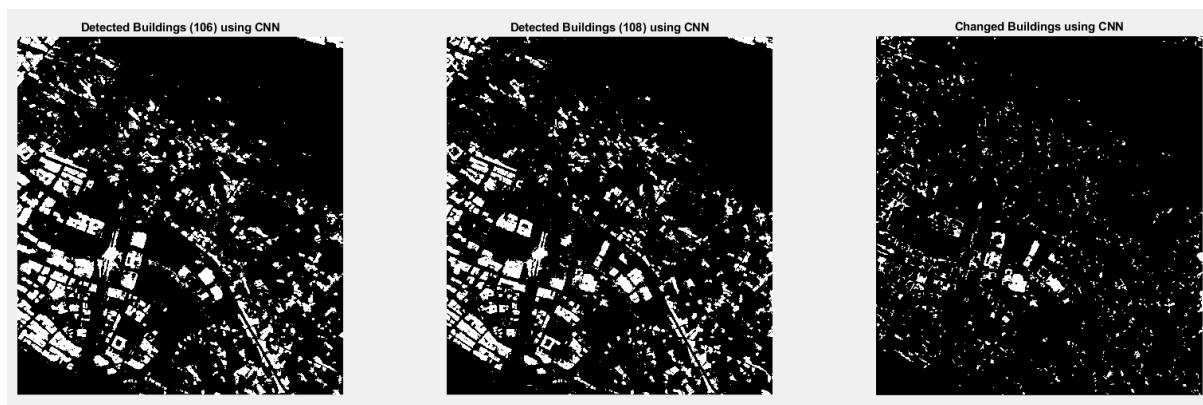 Detected Buildings (106) using CNN
Detected Buildings (108) using CNN
Changed Buildings using CNN